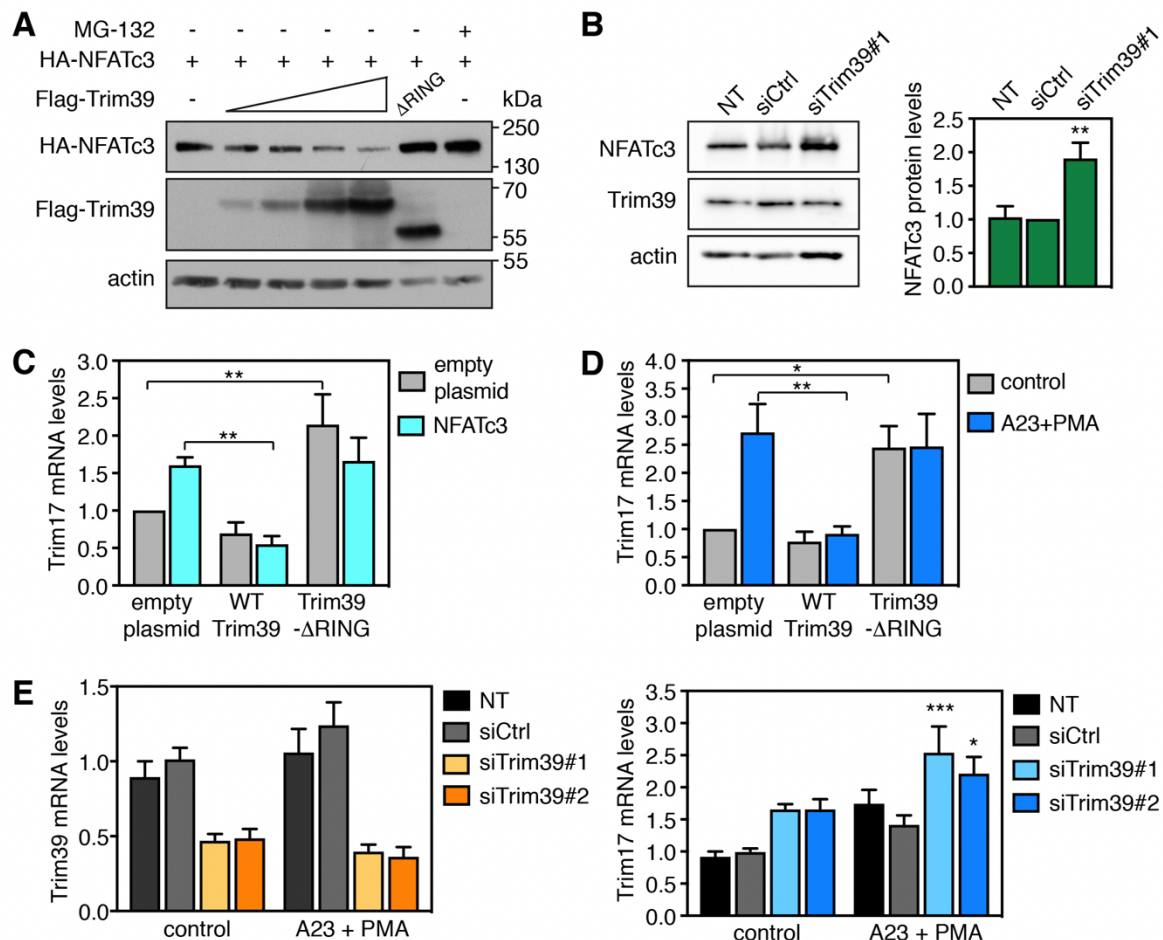 A
MG-132 - - - - - - +
HA-NFATc3 + + + + + + +
Flag-Trim39 - ΔRING - kDa
HA-NFATc3 250
130
Flag-Trim39 70
55
actin 55
B
NT siCtrl siTrim39#1
NFATc3
Trim39
actin
NT siCtrl siTrim39#1
NFATc3 protein levels
2.5
2.0
1.5
1.0
0.5
0.0
**
C
Trim17 mRNA levels
3.0
2.5
2.0
1.5
1.0
0.5
0.0
**
**
empty
plasmid
NFATc3
empty WT Trim39
plasmid Trim39 -ΔRING
D
Trim17 mRNA levels
4.0
3.5
3.0
2.5
2.0
1.5
1.0
0.5
0.0
*
**
control
A23+PMA
empty WT Trim39
plasmid Trim39 -ΔRING
E
Trim39 mRNA levels
1.5
1.0
0.5
0.0
NT
siCtrl
siTrim39#1
siTrim39#2
control A23 + PMA
Trim17 mRNA levels
3.5
3.0
2.5
2.0
1.5
1.0
0.5
0.0
***
*
NT
siCtrl
siTrim39#1
siTrim39#2
control A23 + PMA